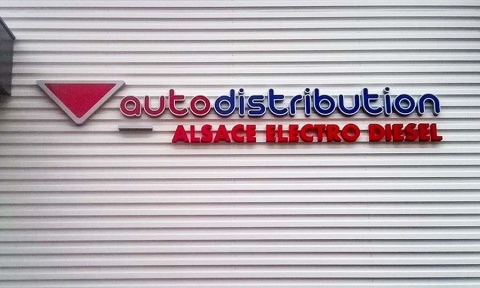 autodistribution
ALSACE ELECTRO DIESEL